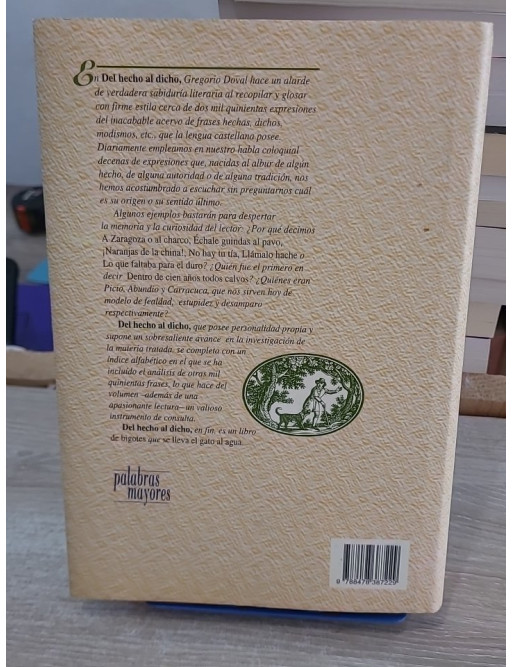 En Del hecho al dicho, Gregorio Doval hace un alarde
de verdadera sabiduría literaria al recopilar y glosar
con firme estilo cerca de dos mil quinientas expresiones
del inacabable acervo de frases hechas, dichos,
modismos, etc., que la lengua castellana posee.
Diariamente empleamos en nuestro habla coloquial
decenas de expresiones que, nacidas al albur de algún
hecho, de alguna autoridad o de alguna tradición, nos
hemos acostumbrado a escuchar sin preguntarnos cuál
es su origen o su sentido último.
Algunos ejemplos bastarán para despertar
la memoria y la curiosidad del lector: ¿Por qué decimos
A Zaragoza o al charco, Échale guindas al pavo,
¡Naranjas de la china!, No hay tu tía, Llámalo hache o
Lo que faltaba para el duro? ¿Quién fue el primero en
decir Dentro de cien años todos calvos? ¿Quiénes eran
Picio, Abundio y Carracuca, que nos sirven hoy de
modelo de fealdad, estupidez y desamparo
respectivamente?
Del hecho al dicho, que posee personalidad propia y
supone un sobresaliente avance en la investigación de
la materia tratada, se completa con un
índice alfabético en el que se ha
incluido el análisis de otras mil
quinientas frases, lo que hace del
volumen –además de una
apasionante lectura– un valioso
instrumento de consulta.
Del hecho al dicho, en fin, es un libro
de bigotes que se lleva el gato al agua.
palabras
mayores
9 788478 387229